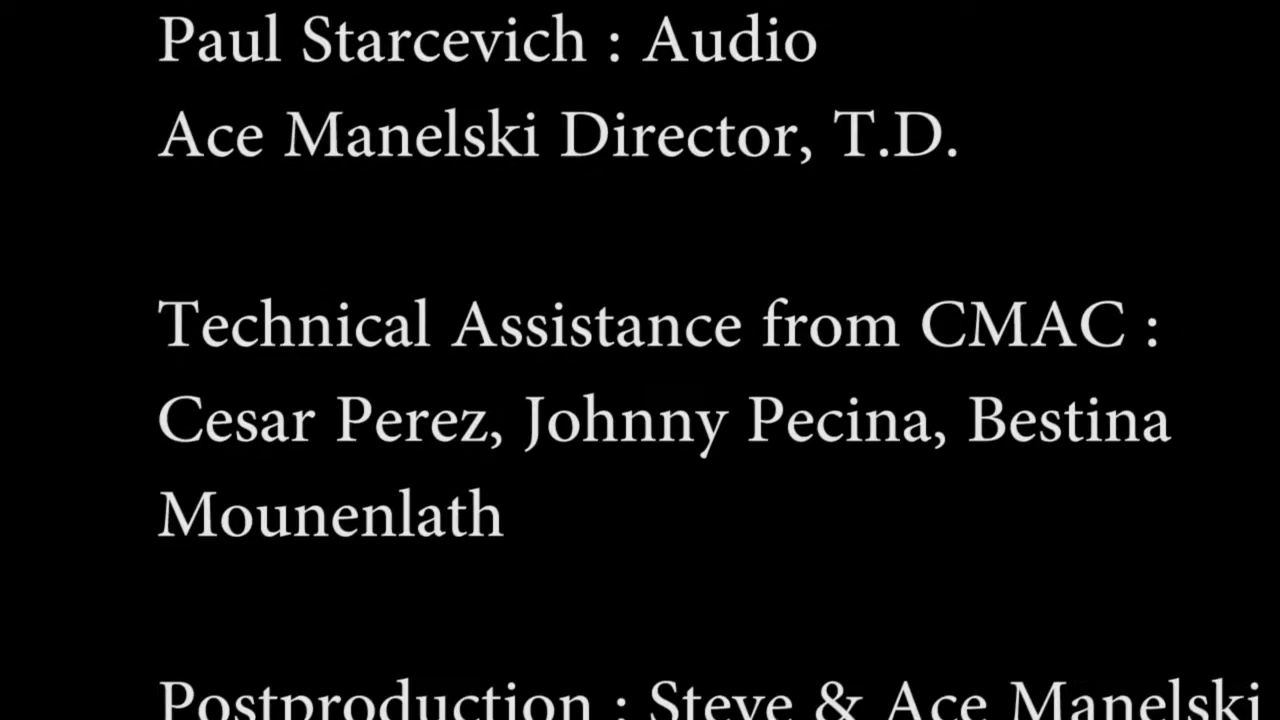 Paul Starcevich : Audio
Ace Manelski Director, T.D.
Technical Assistance from CMAC :
Cesar Perez, Johnny Pecina, Bestina
Mounenlath
Postproduction : Steve & Ace Manelski